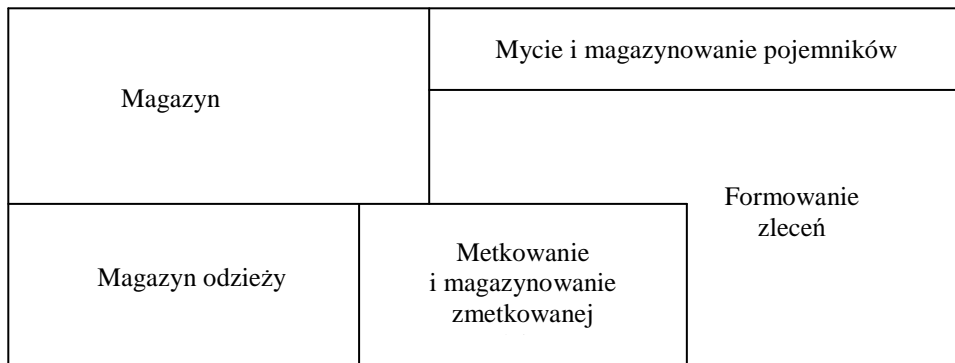 Mycie i magazynowanie pojemników
Magazyn
Formowanie
zleceń
Magazyn odzieży
Metkowanie
i magazynowanie
zmetkowanej